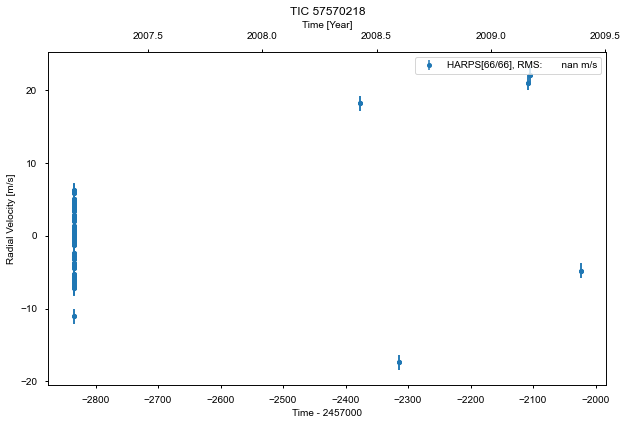 TIC 57570218
Time [Year]
2007.5 2008.0 2008.5 2009.0 2009.5
HARPS[66/66], RMS: nan m/s
Radial Velocity [m/s]
20
10
0
−10
−20
−2800 −2700 −2600 −2500 −2400 −2300 −2200 −2100 −2000
Time - 2457000